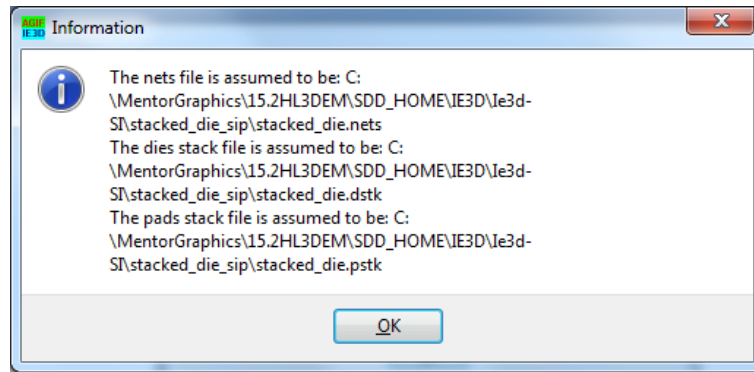 AGIF
IE3D
Information
The nets file is assumed to be: C:
\MentorGraphics\15.2HL3DEM\SDD_HOME\IE3D\Ie3d-
SI\stacked_die_sip\stacked_die.nets
The dies stack file is assumed to be: C:
\MentorGraphics\15.2HL3DEM\SDD_HOME\IE3D\Ie3d-
SI\stacked_die_sip\stacked_die.dstk
The pads stack file is assumed to be: C:
\MentorGraphics\15.2HL3DEM\SDD_HOME\IE3D\Ie3d-
SI\stacked_die_sip\stacked_die.pstk
OK